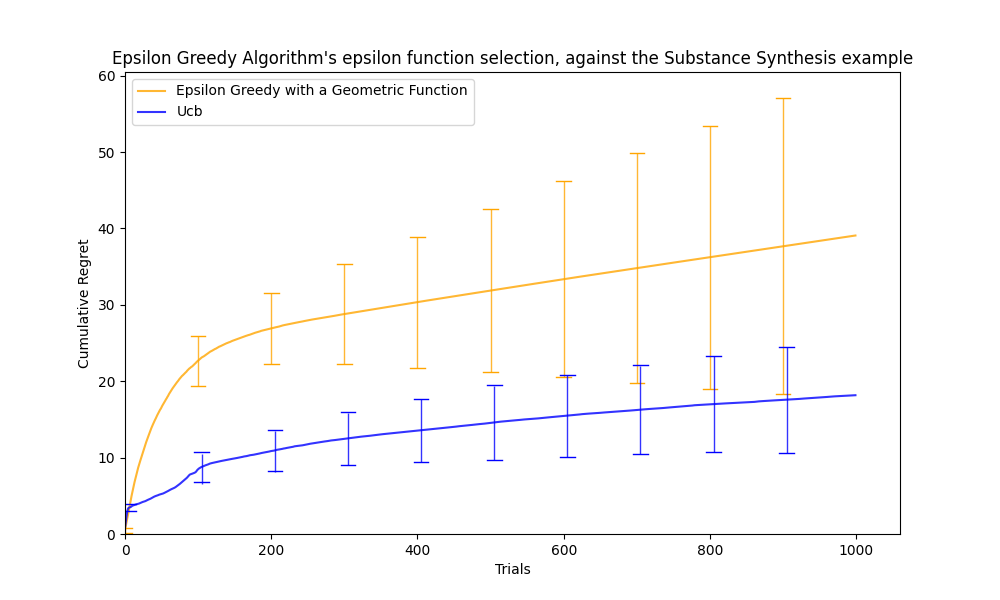 Epsilon Greedy Algorithm's epsilon function selection, against the Substance Synthesis example
Epsilon Greedy with a Geometric Function
Ucb
Cumulative Regret
60
50
40
30
20
10
0
0 200 400 600 800 1000
Trials